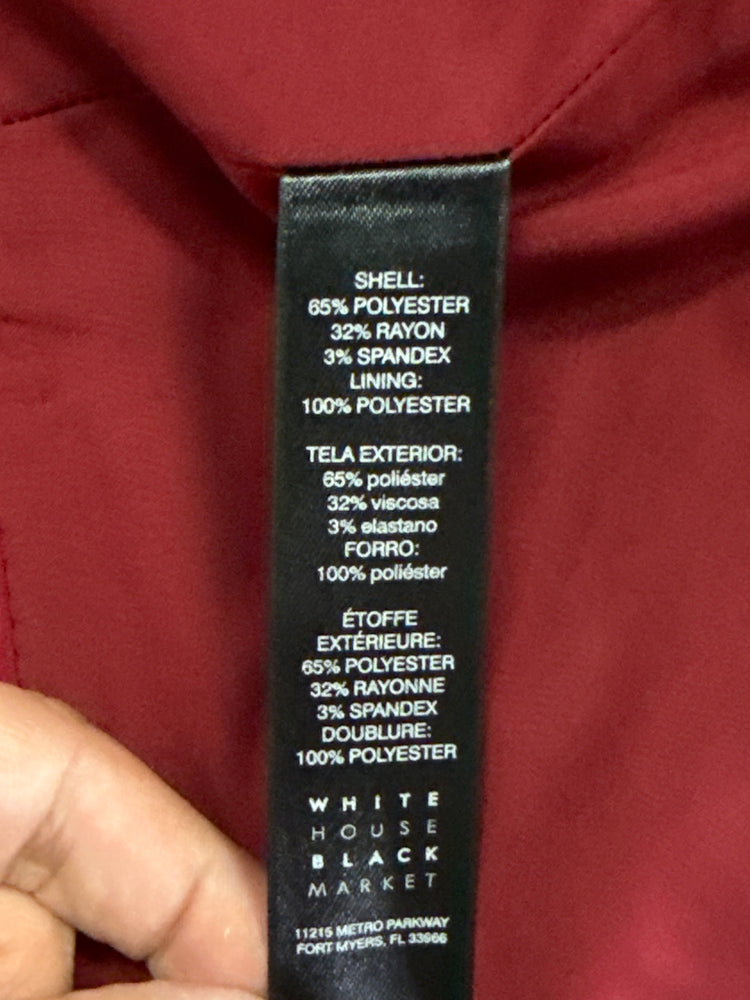 SHELL:
65% POLYESTER
32% RAYON
3% SPANDEX
LINING:
100% POLYESTER
TELA EXTERIOR:
65% poliéster
32% viscosa
3% elastano
FORRO:
100% poliéster
ÉTOFFE
EXTÉRIEURE:
65% POLYESTER
32% RAYONNE
3% SPANDEX
DOUBLURE:
100% POLYESTER
WHITE
HOUSE
BLACK
MARKET
11215 METRO PARKWAY
FORT MYERS, FL 33966